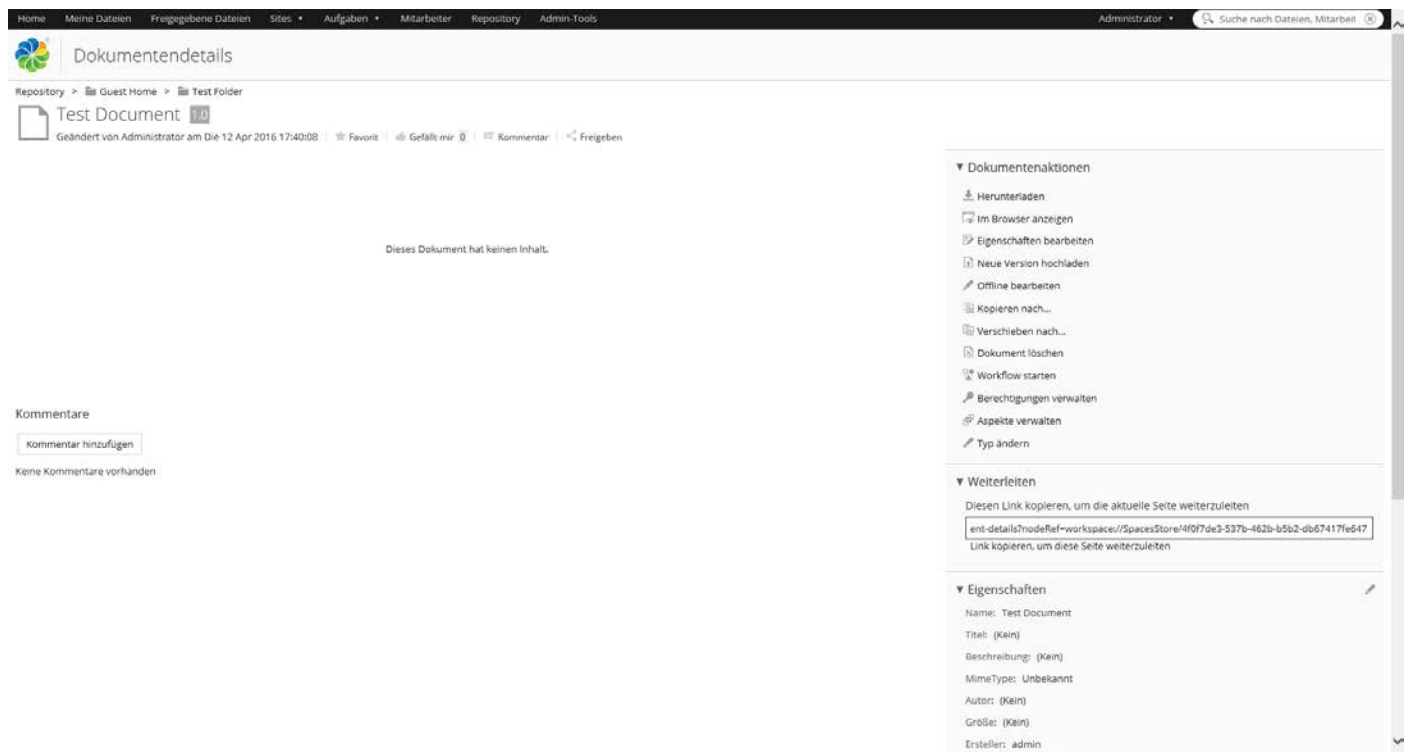 Home Meine Dateien Freigegebene Dateien Sites Aufgaben Mitarbeiter Repository Admin-Tools Administrator Suche nach Dateien, Mitarbeit
Dokumentendetails
Repository > Guest Home > Test Folder
Test Document 1.0
Geändert von Administrator am Die 12 Apr 2016 17:40:08 Favorit Gefällt mir 0 Kommentar Freigeben
Dieses Dokument hat keinen Inhalt.
Kommentare
Kommentar hinzufügen
Keine Kommentare vorhanden
Dokumentenaktionen
Herunterladen
Im Browser anzeigen
Eigenschaften bearbeiten
Neue Version hochladen
Offline bearbeiten
Kopieren nach...
Verschieben nach...
Dokument löschen
Workflow starten
Berechtigungen verwalten
Aspekte verwalten
Typ ändern
Weiterleiten
Diesen Link kopieren, um die aktuelle Seite weiterzuleiten
ent-details?nodeRef=workspace://SpacesStore/4f0f7de3-537b-462b-b5b2-db67417fe647
Link kopieren, um diese Seite weiterzuleiten
Eigenschaften
Name: Test Document
Titel: (Kein)
Beschreibung: (Kein)
MimeType: Unbekannt
Autor: (Kein)
Größe: (Kein)
Ersteller: admin